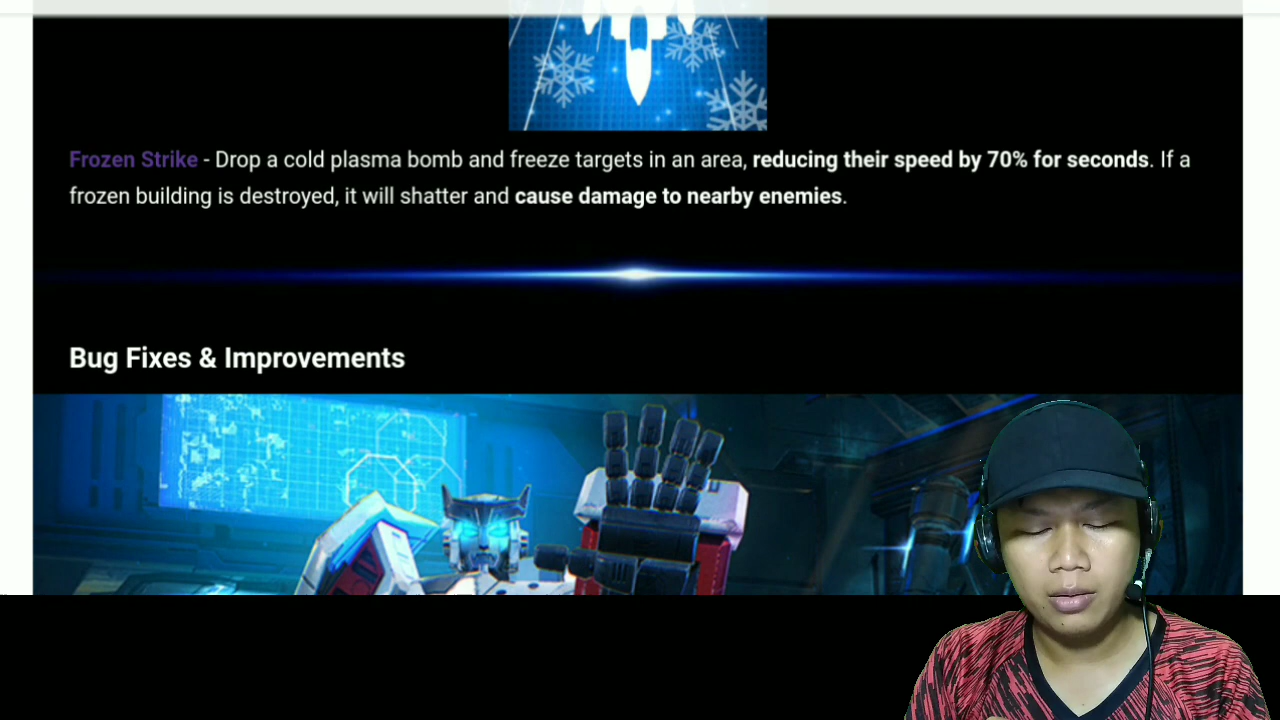 Frozen Strike - Drop a cold plasma bomb and freeze targets in an area, reducing their speed by 70% for seconds. If a
frozen building is destroyed, it will shatter and cause damage to nearby enemies.
Bug Fixes & Improvements